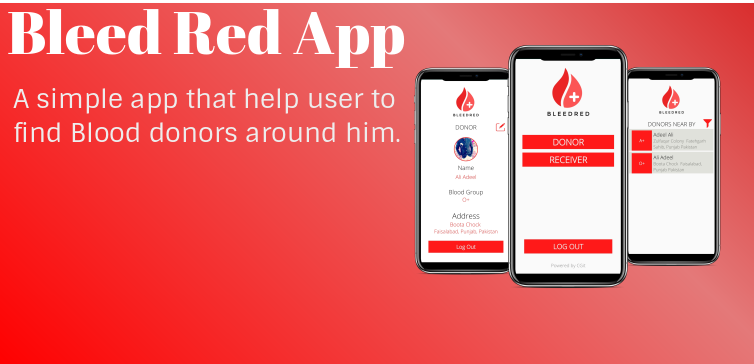 Bleed Red App
A simple app that help user to
find Blood donors around him.
BLEEDRED
DONOR
Name
Ali Adeel
Blood Group
O+
Address
Boota Chock
Faisalabad, Punjab, Pakistan
Log Out
BLEEDRED
DONOR
RECEIVER
LOG OUT
Powered by
BLEEDRED
DONORS NEAR BY
A+
Adeel Ali
Punjab Pakistan
O+
Ali Adeel
Boota Chock Faisalabad,
Punjab Pakistan